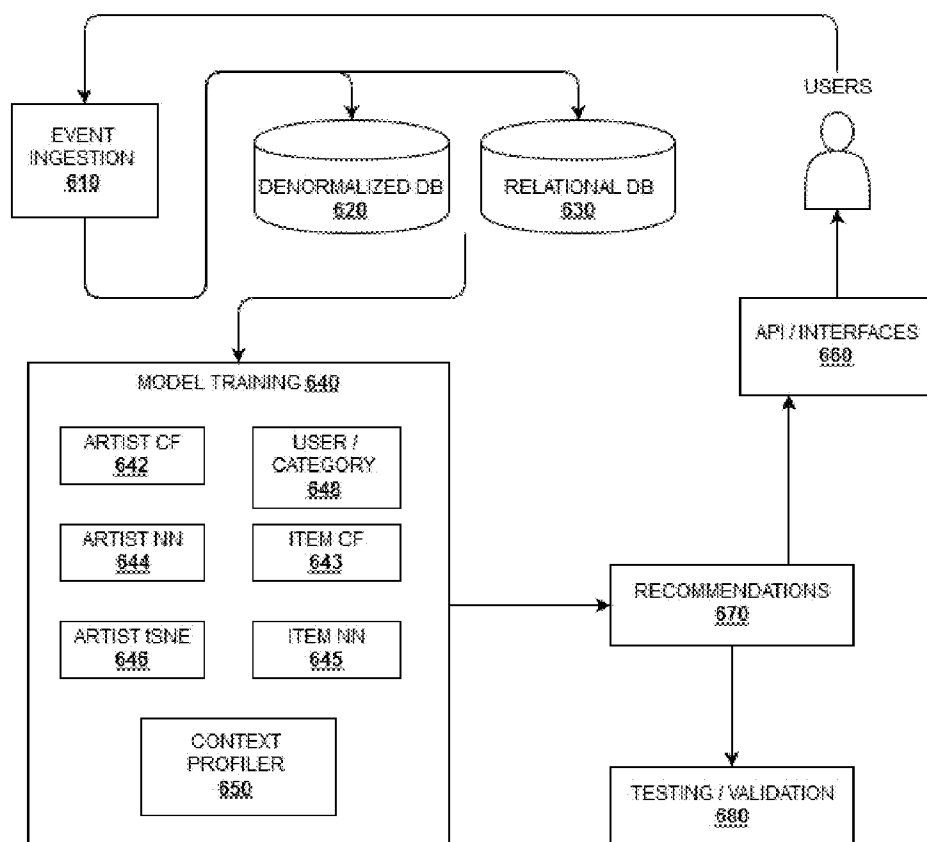 USERS
EVENT
INGESTION
610
DENORMALIZED DB
620
RELATIONAL DB
630
API / INTERFACES
660
MODEL TRAINING 640
ARTIST CF
642
USER /
CATEGORY
648
ARTIST NN
644
ITEM CF
643
ARTIST tSNE
646
ITEM NN
645
CONTEXT
PROFILER
650
RECOMMENDATIONS
670
TESTING / VALIDATION
680